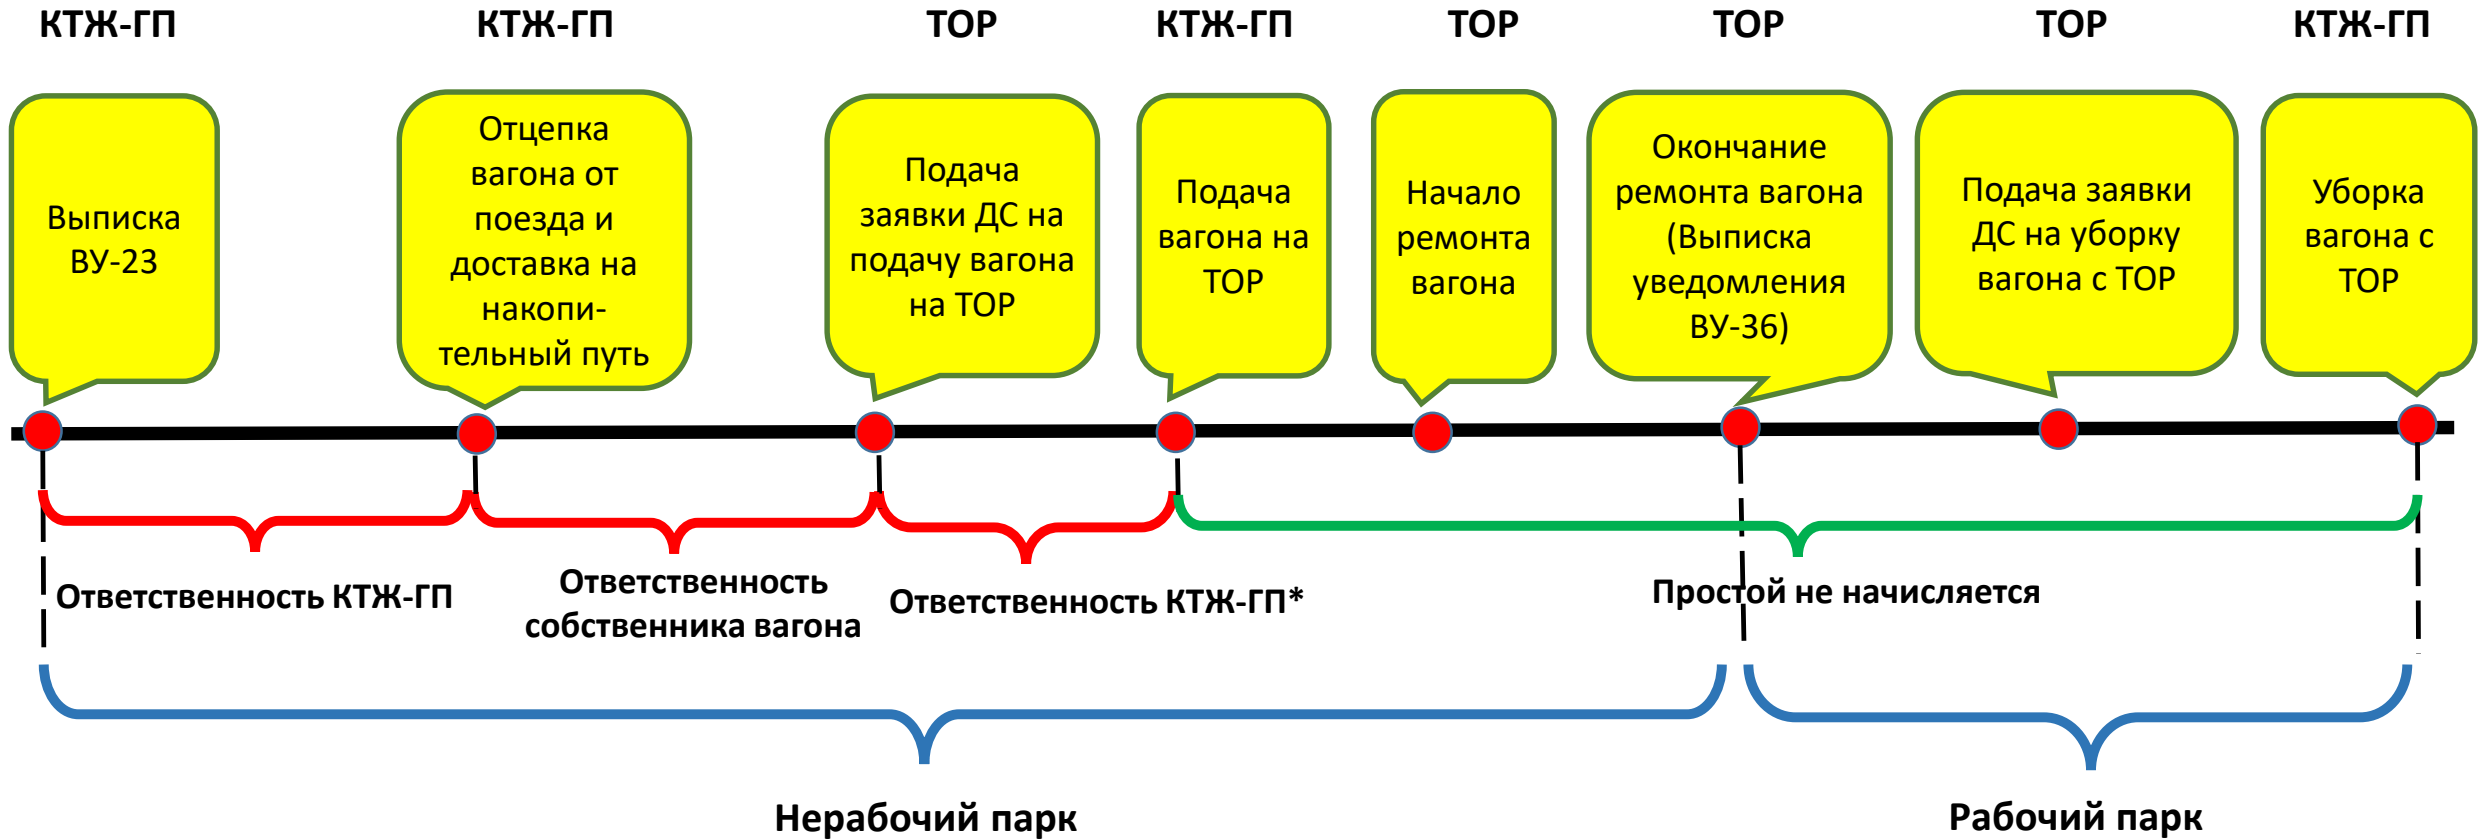 КТЖ-ГП
КТЖ-ГП
ТОР
КТЖ-ГП
ТОР
ТОР
ТОР
КТЖ-ГП
Выписка
ВУ-23
Отцепка
вагона от
поезда и
доставка на
накопи-
тельный путь
Подача
заявки ДС на
подачу вагона
на ТОР
Подача
вагона на
ТОР
Начало
ремонта
вагона
Окончание
ремонта вагона
(Выписка
уведомления
ВУ-36)
Подача заявки
ДС на уборку
вагона с ТОР
Уборка
вагона с
ТОР
Ответственность КТЖ-ГП
Ответственность
собственника вагона
Ответственность КТЖ-ГП*
Простой не начисляется
Нерабочий парк
Рабочий парк